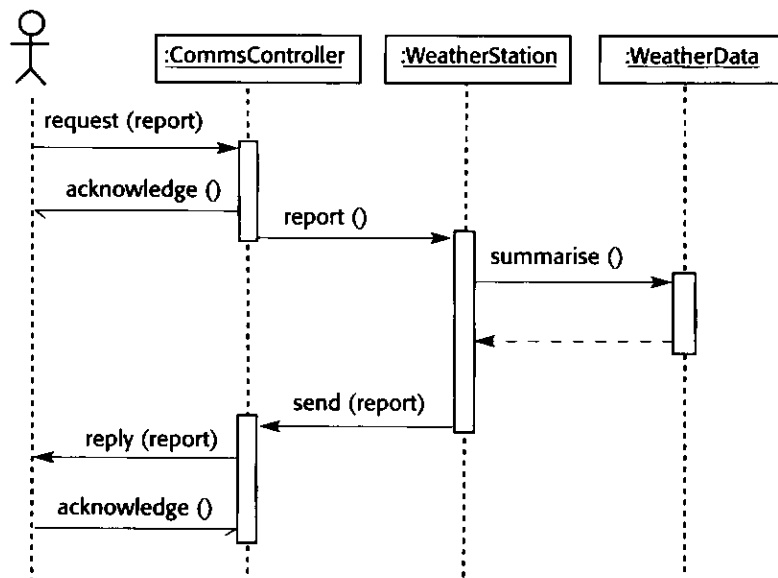 :CommsController
:WeatherStation
:WeatherData
request (report)
acknowledge ()
report ()
summarise ()
send (report)
reply (report)
acknowledge ()